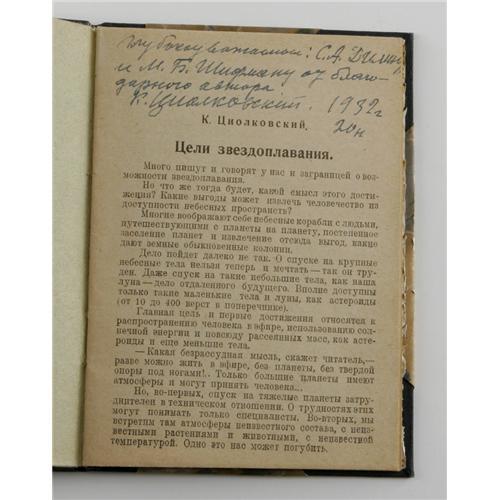 Глубокоуважаемым: С. А. Димш
и М. Б. Шифману от благо-
дарного автора
К. Циолковский. 1932 г
20 н
К. Циолковский.
Цели звездоплавания.
Много пишут и говорят у нас и заграницей о воз-
можности звездоплавания.
Но что же тогда будет, какой смысл этого дости-
жения? Какие выгоды может извлечь человечество из
доступности небесных пространств?
Многие воображают себе небесные корабли с людьми,
путешествующими с планеты на планету, постепенное
заселение планет и извлечение отсюда выгод, какие
дают земные обыкновенные колонии.
Дело пойдет далеко не так. О спуске на крупные
небесные тела нельзя теперь и мечтать—так он тру-
ден. Даже спуск на такие небольшие тела, как наша
луна—дело отдаленного будущего. Вполне доступны
только такие маленькие тела и луны, как астероиды
(от 10 до 400 верст в поперечнике).
Главная цель и первые достижения относятся к
распространению человека в эфире, использованию сол-
нечной энергии и повсюду рассеянных масс, как асте-
роиды и еще меньшие тела.
— Какая безрассудная мысль, скажет читатель,—
разве можно жить в эфире, без планеты, без твердой
опоры под ногами!.. Только большие планеты имеют
атмосферы и могут принять человека...
Но, во-первых, спуск на тяжелые планеты затру-
днителен в техническом отношении. О трудностях этих
могут понимать только специалисты. Во-вторых, мы
встретим там атмосферы неизвестного состава, с неиз-
вестными растениями и животными, с неизвестной
температурой. Одно это нас может погубить.